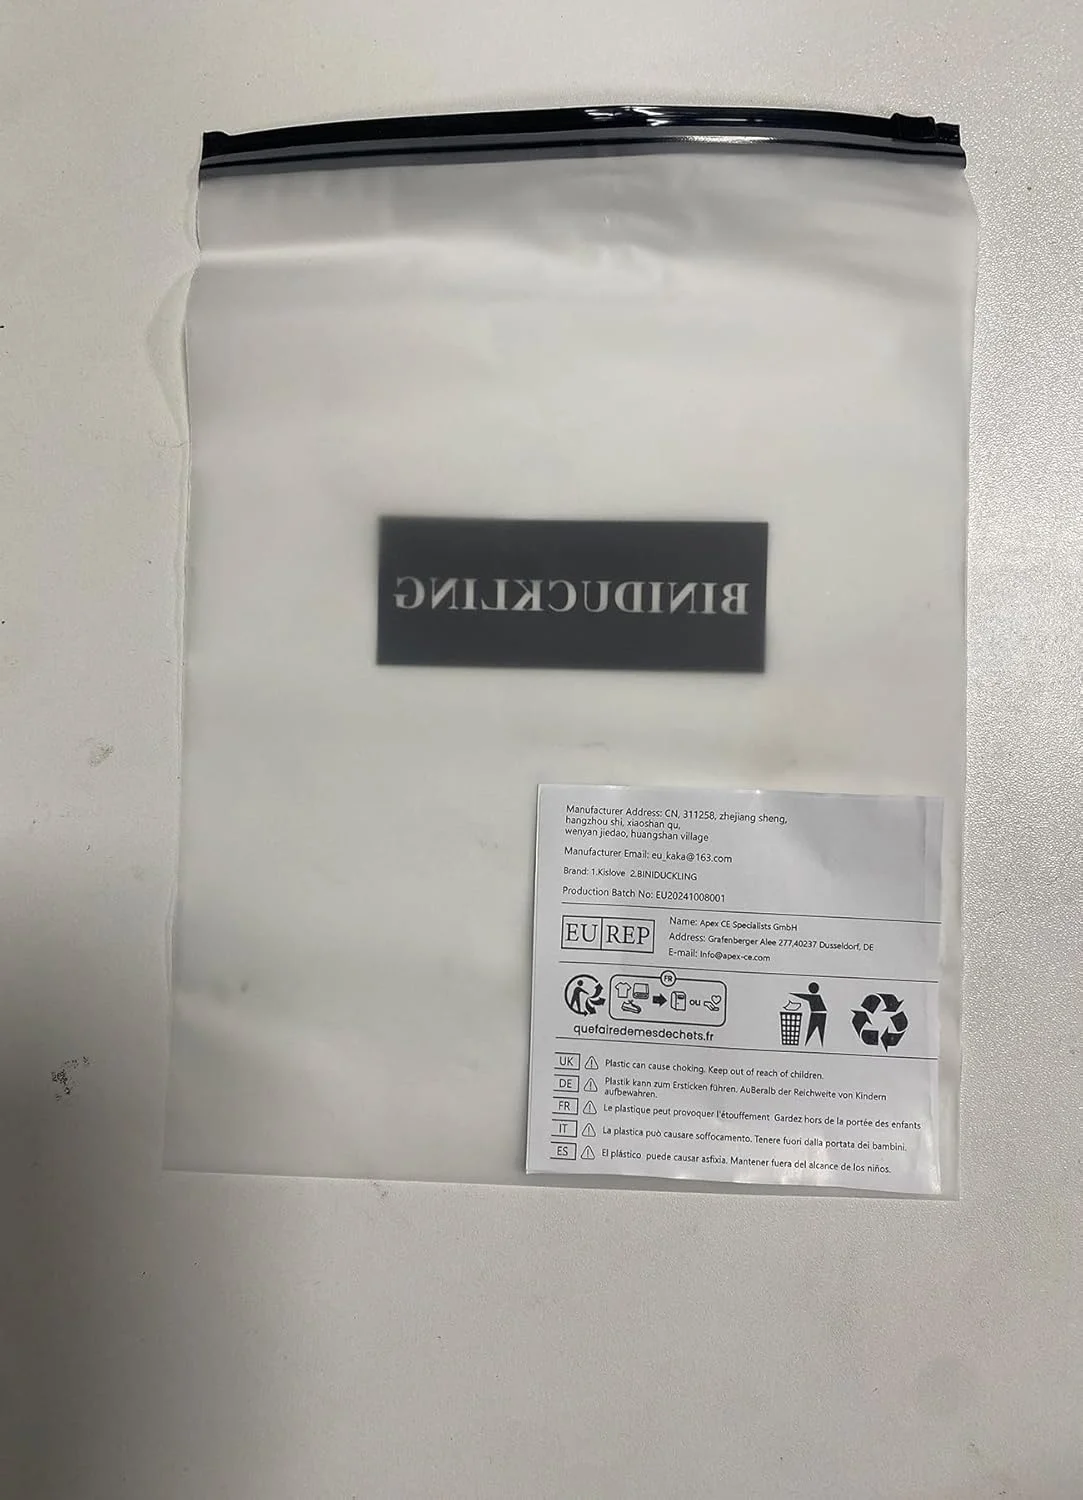 BINIDUCKLING
Manufacturer Address: CN, 311258, zhejiang sheng,
hangzhou shi, xiaoshan qu,
wenyan jiedao, huangshan village
Manufacturer Email: eu_kaka@163.com
Brand: 1.Kislove 2.BINIDUCKLING
Production Batch No: EU20241008001
EU REP
Name: Apex CE Specialists GmbH
Address: Grafenberger Alee 277,40237 Dusseldorf, DE
E-mail: Info@apex-ce.com
FR
ou
quefairedemesdechets.fr
UK Plastic can cause choking. Keep out of reach of children.
DE Plastik kann zum Ersticken führen. Außeralb der Reichweite von Kindern
aufbewahren.
FR Le plastique peut provoquer l'étouffement Gardez hors de la portée des enfants
IT La plastica può causare soffocamento. Tenere fuori dalla portata dei bambini.
ES El plástico puede causar asfixia. Mantener fuera del alcance de los niños.